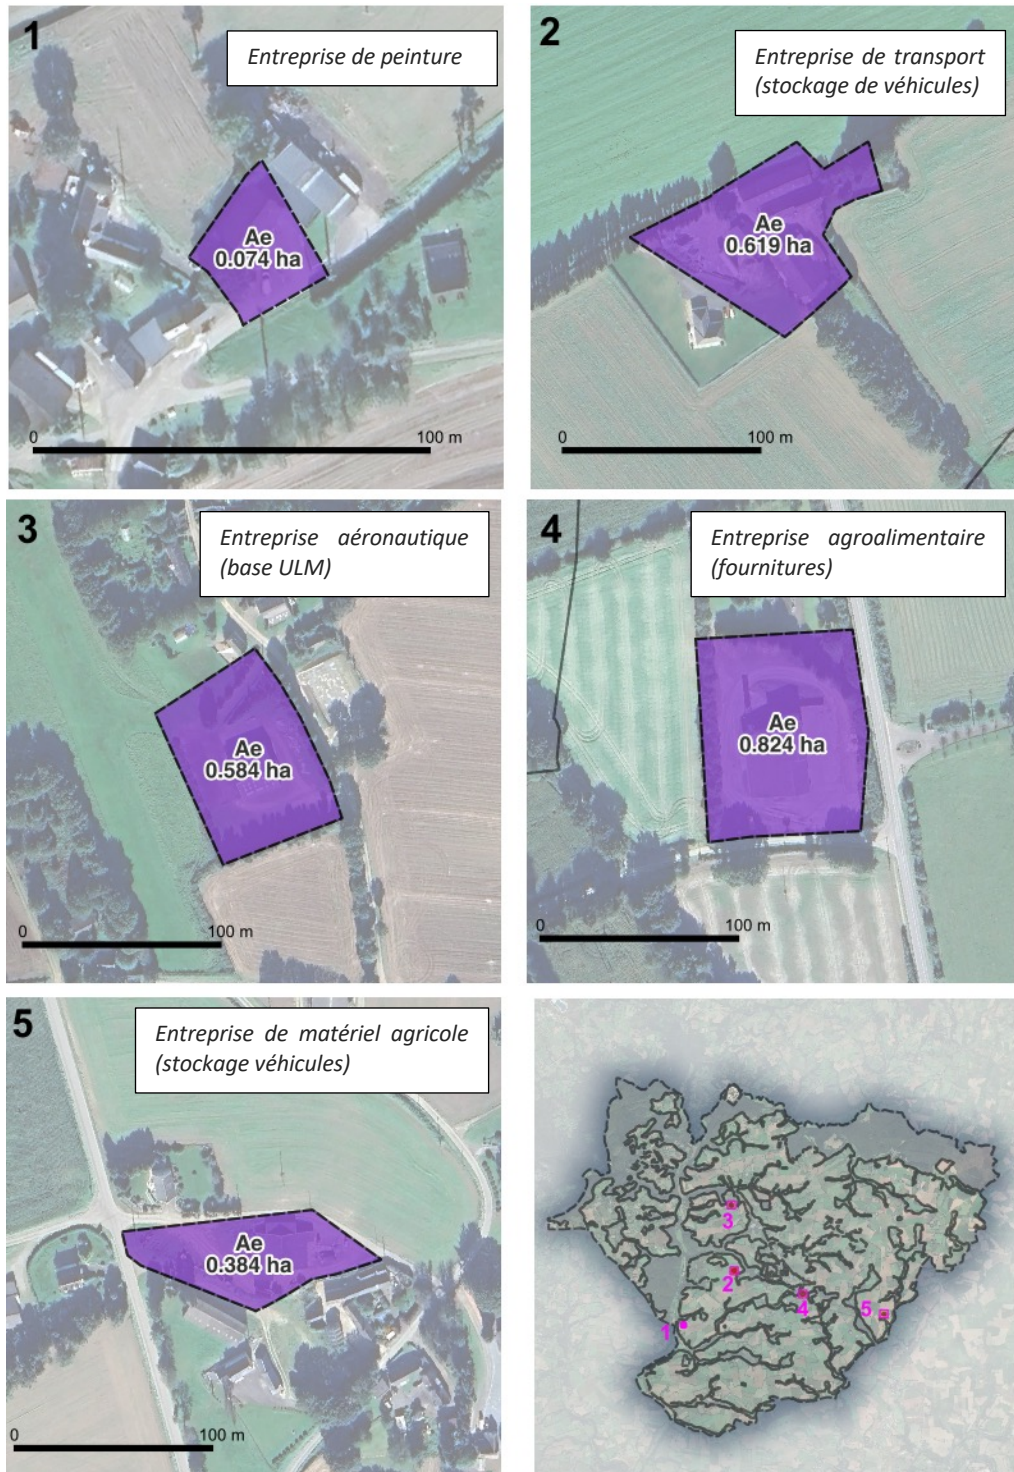 1
Entreprise de peinture
Ae
0.074 ha
0 100 m
2
Entreprise de transport
(stockage de véhicules)
Ae
0.619 ha
0 100 m
3
Entreprise aéronautique
(base ULM)
Ae
0.584 ha
0 100 m
4
Entreprise agroalimentaire
(fournitures)
Ae
0.824 ha
0 100 m
5
Entreprise de matériel agricole
(stockage véhicules)
Ae
0.384 ha
0 100 m
3
2
4
5
1